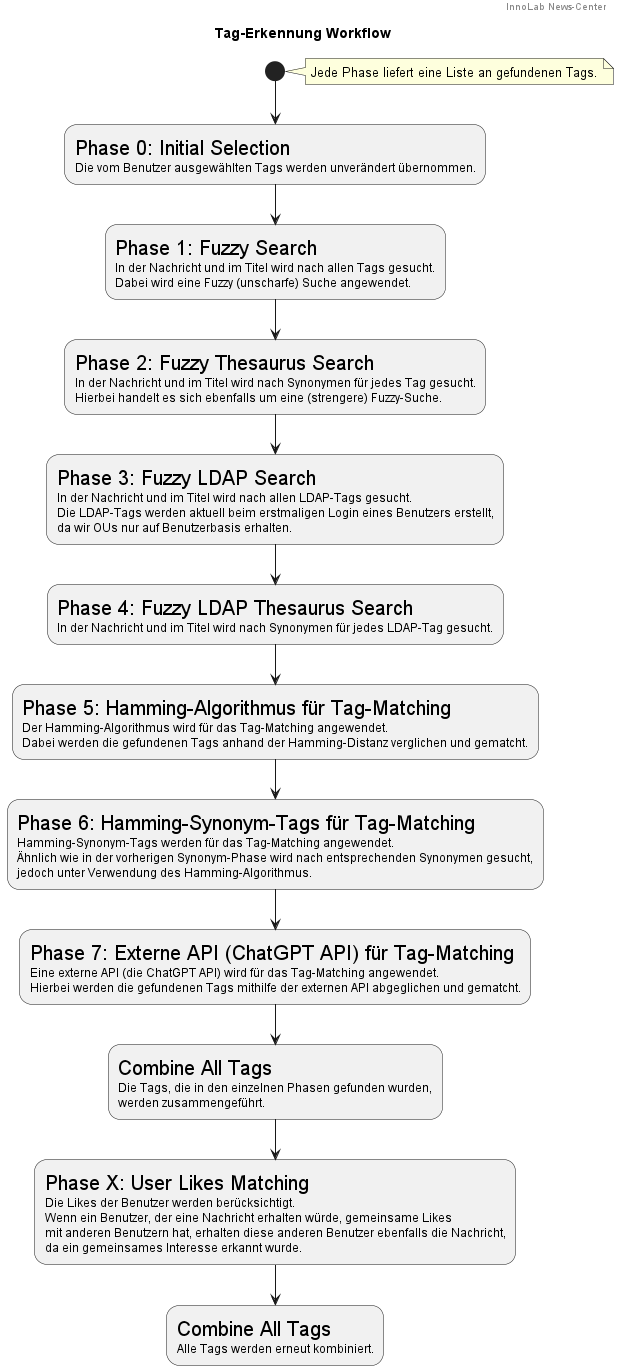 InnoLab News-Center
Tag-Erkennung Workflow
Jede Phase liefert eine Liste an gefundenen Tags.
Phase 0: Initial Selection
Die vom Benutzer ausgewählten Tags werden unverändert übernommen.
Phase 1: Fuzzy Search
In der Nachricht und im Titel wird nach allen Tags gesucht.
Dabei wird eine Fuzzy (unscharfe) Suche angewendet.
Phase 2: Fuzzy Thesaurus Search
In der Nachricht und im Titel wird nach Synonymen für jedes Tag gesucht.
Hierbei handelt es sich ebenfalls um eine (strengere) Fuzzy-Suche.
Phase 3: Fuzzy LDAP Search
In der Nachricht und im Titel wird nach allen LDAP-Tags gesucht.
Die LDAP-Tags werden aktuell beim erstmaligen Login eines Benutzers erstellt,
da wir OUs nur auf Benutzerbasis erhalten.
Phase 4: Fuzzy LDAP Thesaurus Search
In der Nachricht und im Titel wird nach Synonymen für jedes LDAP-Tag gesucht.
Phase 5: Hamming-Algorithmus für Tag-Matching
Der Hamming-Algorithmus wird für das Tag-Matching angewendet.
Dabei werden die gefundenen Tags anhand der Hamming-Distanz verglichen und gematcht.
Phase 6: Hamming-Synonym-Tags für Tag-Matching
Hamming-Synonym-Tags werden für das Tag-Matching angewendet.
Ähnlich wie in der vorherigen Synonym-Phase wird nach entsprechenden Synonymen gesucht,
jedoch unter Verwendung des Hamming-Algorithmus.
Phase 7: Externe API (ChatGPT API) für Tag-Matching
Eine externe API (die ChatGPT API) wird für das Tag-Matching angewendet.
Hierbei werden die gefundenen Tags mithilfe der externen API abgeglichen und gematcht.
Combine All Tags
Die Tags, die in den einzelnen Phasen gefunden wurden,
werden zusammengeführt.
Phase X: User Likes Matching
Die Likes der Benutzer werden berücksichtigt.
Wenn ein Benutzer, der eine Nachricht erhalten würde, gemeinsame Likes
mit anderen Benutzern hat, erhalten diese anderen Benutzer ebenfalls die Nachricht,
da ein gemeinsames Interesse erkannt wurde.
Combine All Tags
Alle Tags werden erneut kombiniert.